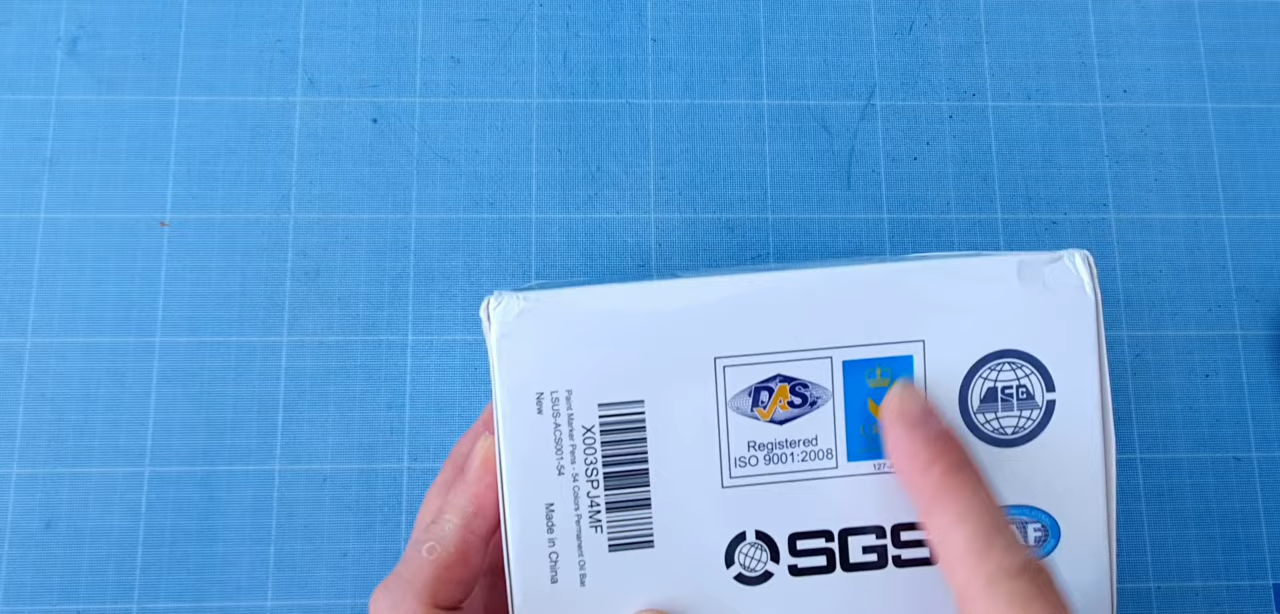 X003SPJ4MF
Paint Marker Pens - 54 Colors Permanent Oil Bas
LSUS-ACS001-54
New
Made in China
DAS
Registered
ISO 9001:2008
SGS